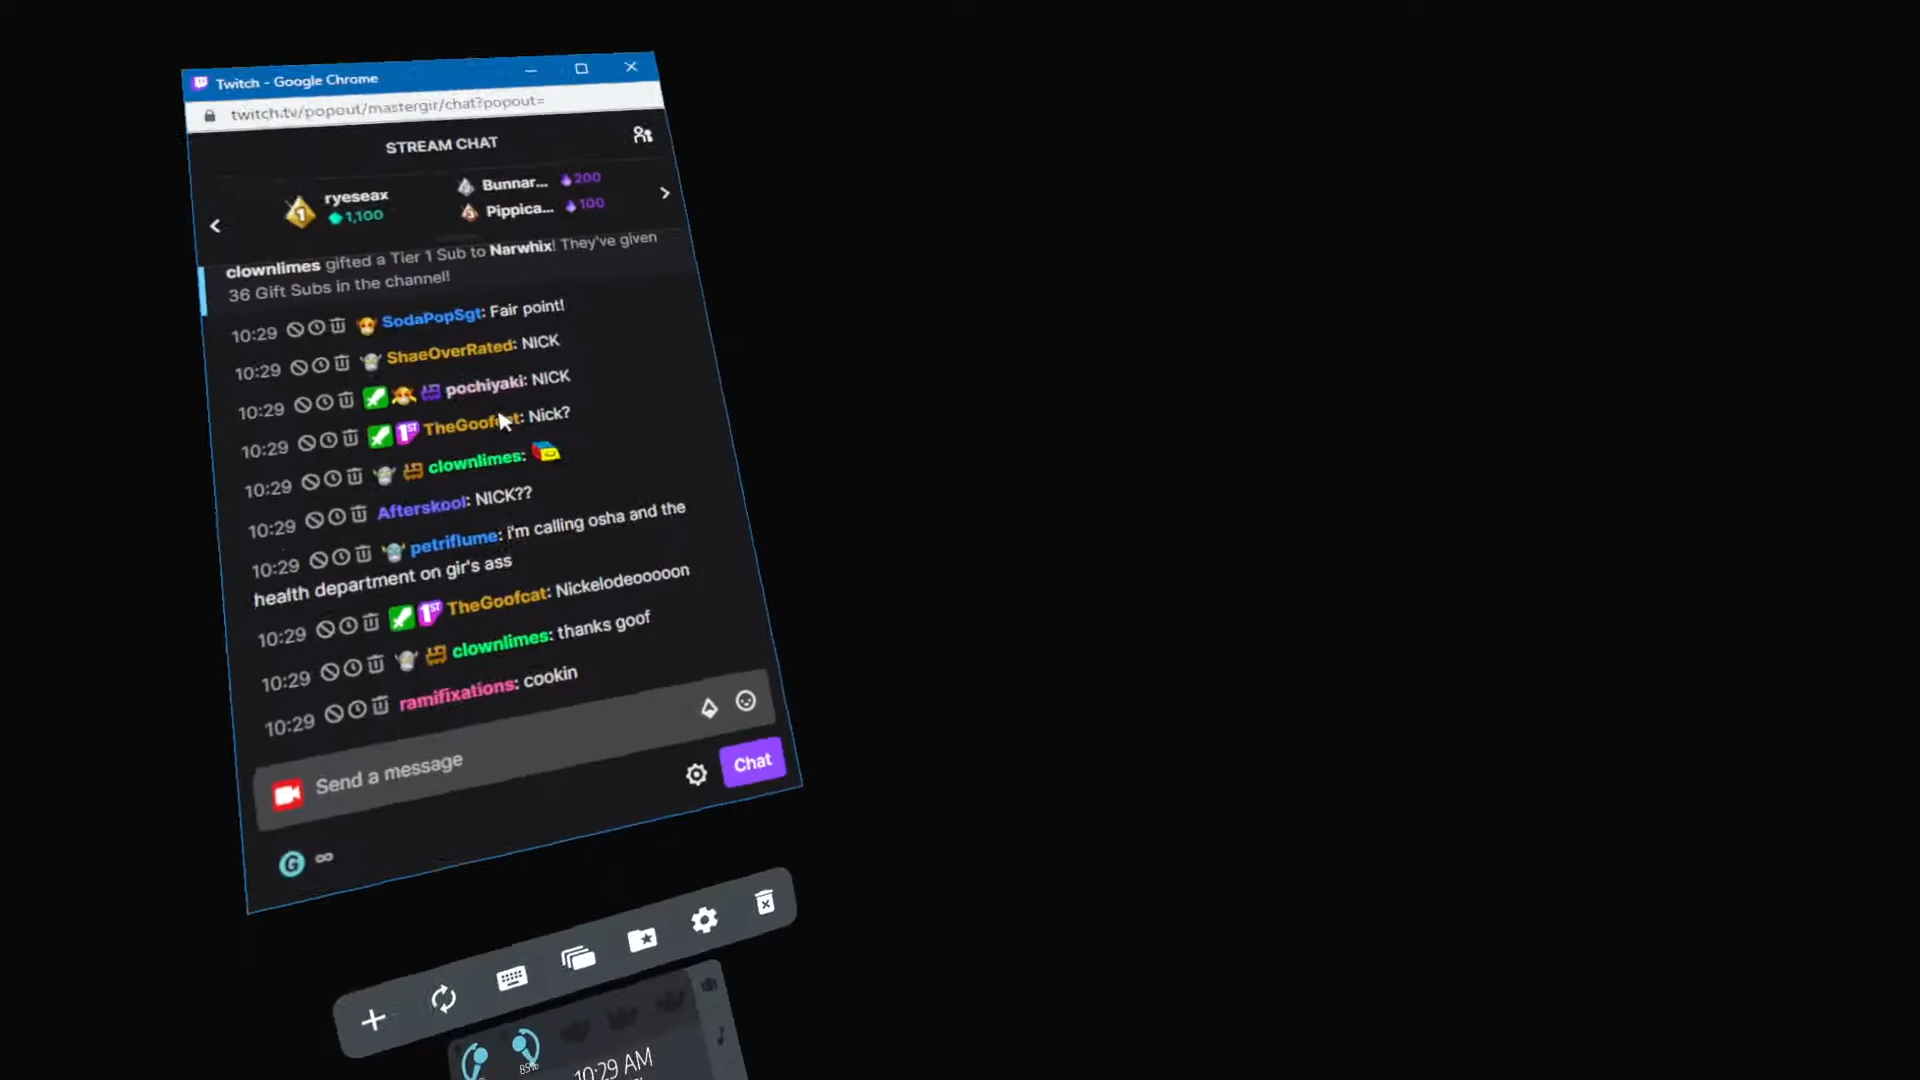 Twitch - Google Chrome
twitch.tv/popout/mastergir/chat?popout=
STREAM CHAT
ryeseax
1,100
Bunnar... 200
Pippica... 100
clownlimes gifted a Tier 1 Sub to Narwhix! They've given
36 Gift Subs in the channel!
10:29 SodaPopSgt: Fair point!
10:29 ShaeOverRated: NICK
10:29 pochiyaki: NICK
10:29 1ST TheGoofcat: Nick?
10:29 clownlimes:
10:29 Afterskool: NICK??
10:29 petriflume: i'm calling osha and the
health department on gir's ass
10:29 1ST TheGoofcat: Nickelodeooooon
10:29 clownlimes: thanks goof
10:29 ramifixations: cookin
Send a message
Chat
G ∞
85%
10:29 AM